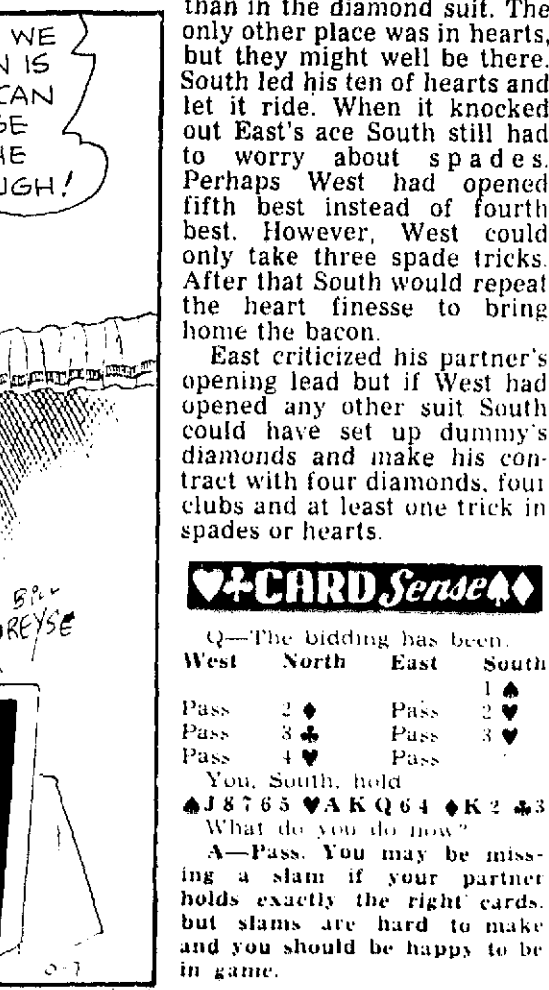 WE
N IS
CAN
GE
HE
UGH!
REYSE
than in the diamond suit. The
only other place was in hearts,
but they might well be there.
South led his ten of hearts and
let it ride. When it knocked
out East's ace South still had
to worry about spades.
Perhaps West had opened
fifth best instead of fourth
best. However, West could
only take three spade tricks.
After that South would repeat
the heart finesse to bring
home the bacon.
East criticized his partner's
opening lead but if West had
opened any other suit South
could have set up dummy's
diamonds and make his con-
tract with four diamonds, four
clubs and at least one trick in
spades or hearts.
♥♣CARD Sense♠♦
Q—The bidding has been.
West North East South
1 ♠
Pass 2 ♦ Pass 2 ♥
Pass 3 ♣ Pass 3 ♥
Pass 4 ♥ Pass
You, South, hold
♠J 8 7 6 5 ♥A K Q 6 4 ♦K 2 ♣3
What do you do now?
A—Pass. You may be miss-
ing a slam if your partner
holds exactly the right cards.
but slams are hard to make
and you should be happy to be
in game.